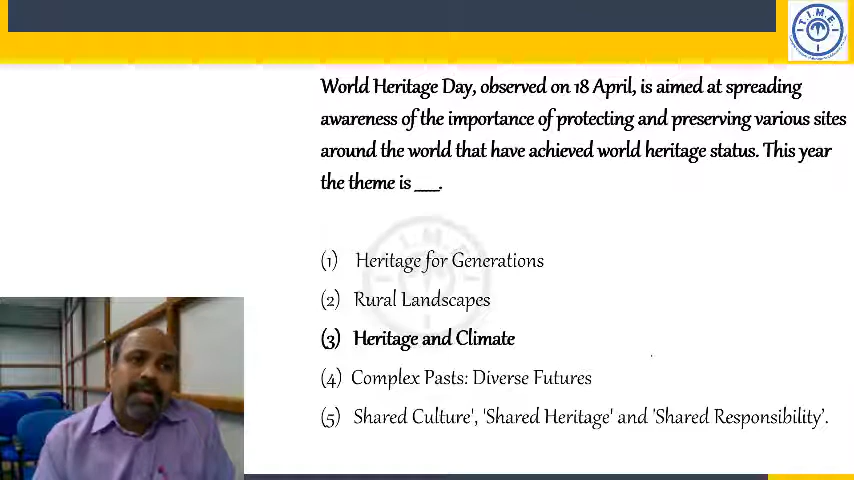 T.I.M.E.
World Heritage Day, observed on 18 April, is aimed at spreading
awareness of the importance of protecting and preserving various sites
around the world that have achieved world heritage status. This year
the theme is ___.
(1) Heritage for Generations
(2) Rural Landscapes
(3) Heritage and Climate
(4) Complex Pasts: Diverse Futures
(5) Shared Culture', 'Shared Heritage' and 'Shared Responsibility'.